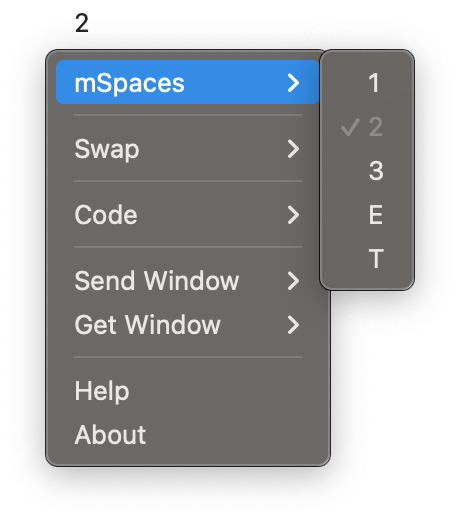 2
mSpaces
Swap
Code
Send Window
Get Window
Help
About
1
✓ 2
3
E
T